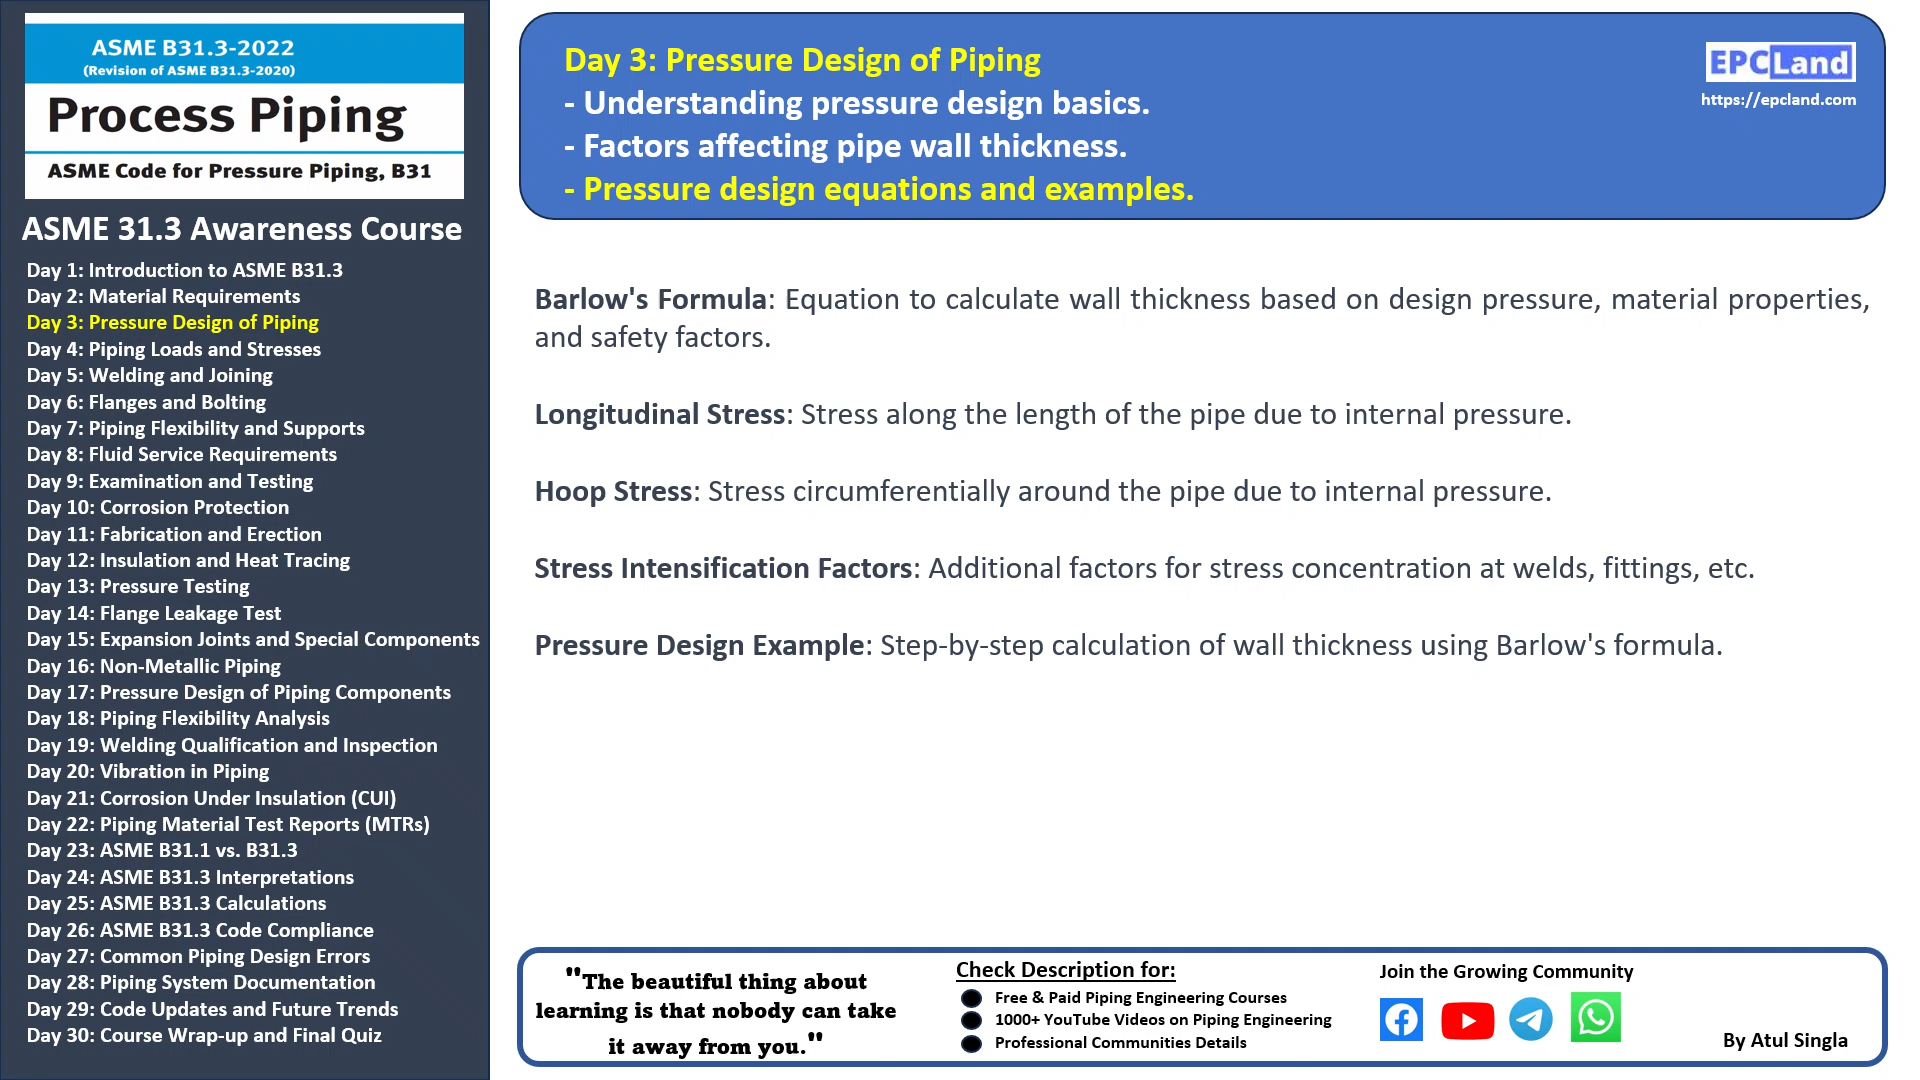 ASME B31.3-2022
(Revision of ASME B31.3-2020)
Process Piping
ASME Code for Pressure Piping, B31
ASME 31.3 Awareness Course
Day 1: Introduction to ASME B31.3
Day 2: Material Requirements
Day 3: Pressure Design of Piping
Day 4: Piping Loads and Stresses
Day 5: Welding and Joining
Day 6: Flanges and Bolting
Day 7: Piping Flexibility and Supports
Day 8: Fluid Service Requirements
Day 9: Examination and Testing
Day 10: Corrosion Protection
Day 11: Fabrication and Erection
Day 12: Insulation and Heat Tracing
Day 13: Pressure Testing
Day 14: Flange Leakage Test
Day 15: Expansion Joints and Special Components
Day 16: Non-Metallic Piping
Day 17: Pressure Design of Piping Components
Day 18: Piping Flexibility Analysis
Day 19: Welding Qualification and Inspection
Day 20: Vibration in Piping
Day 21: Corrosion Under Insulation (CUI)
Day 22: Piping Material Test Reports (MTRs)
Day 23: ASME B31.1 vs. B31.3
Day 24: ASME B31.3 Interpretations
Day 25: ASME B31.3 Calculations
Day 26: ASME B31.3 Code Compliance
Day 27: Common Piping Design Errors
Day 28: Piping System Documentation
Day 29: Code Updates and Future Trends
Day 30: Course Wrap-up and Final Quiz
Day 3: Pressure Design of Piping
- Understanding pressure design basics.
- Factors affecting pipe wall thickness.
- Pressure design equations and examples.
EPCLand
https://epcland.com
Barlow's Formula: Equation to calculate wall thickness based on design pressure, material properties,
and safety factors.
Longitudinal Stress: Stress along the length of the pipe due to internal pressure.
Hoop Stress: Stress circumferentially around the pipe due to internal pressure.
Stress Intensification Factors: Additional factors for stress concentration at welds, fittings, etc.
Pressure Design Example: Step-by-step calculation of wall thickness using Barlow's formula.
"The beautiful thing about
learning is that nobody can take
it away from you."
Check Description for:
Free & Paid Piping Engineering Courses
1000+ YouTube Videos on Piping Engineering
Professional Communities Details
Join the Growing Community
By Atul Singla